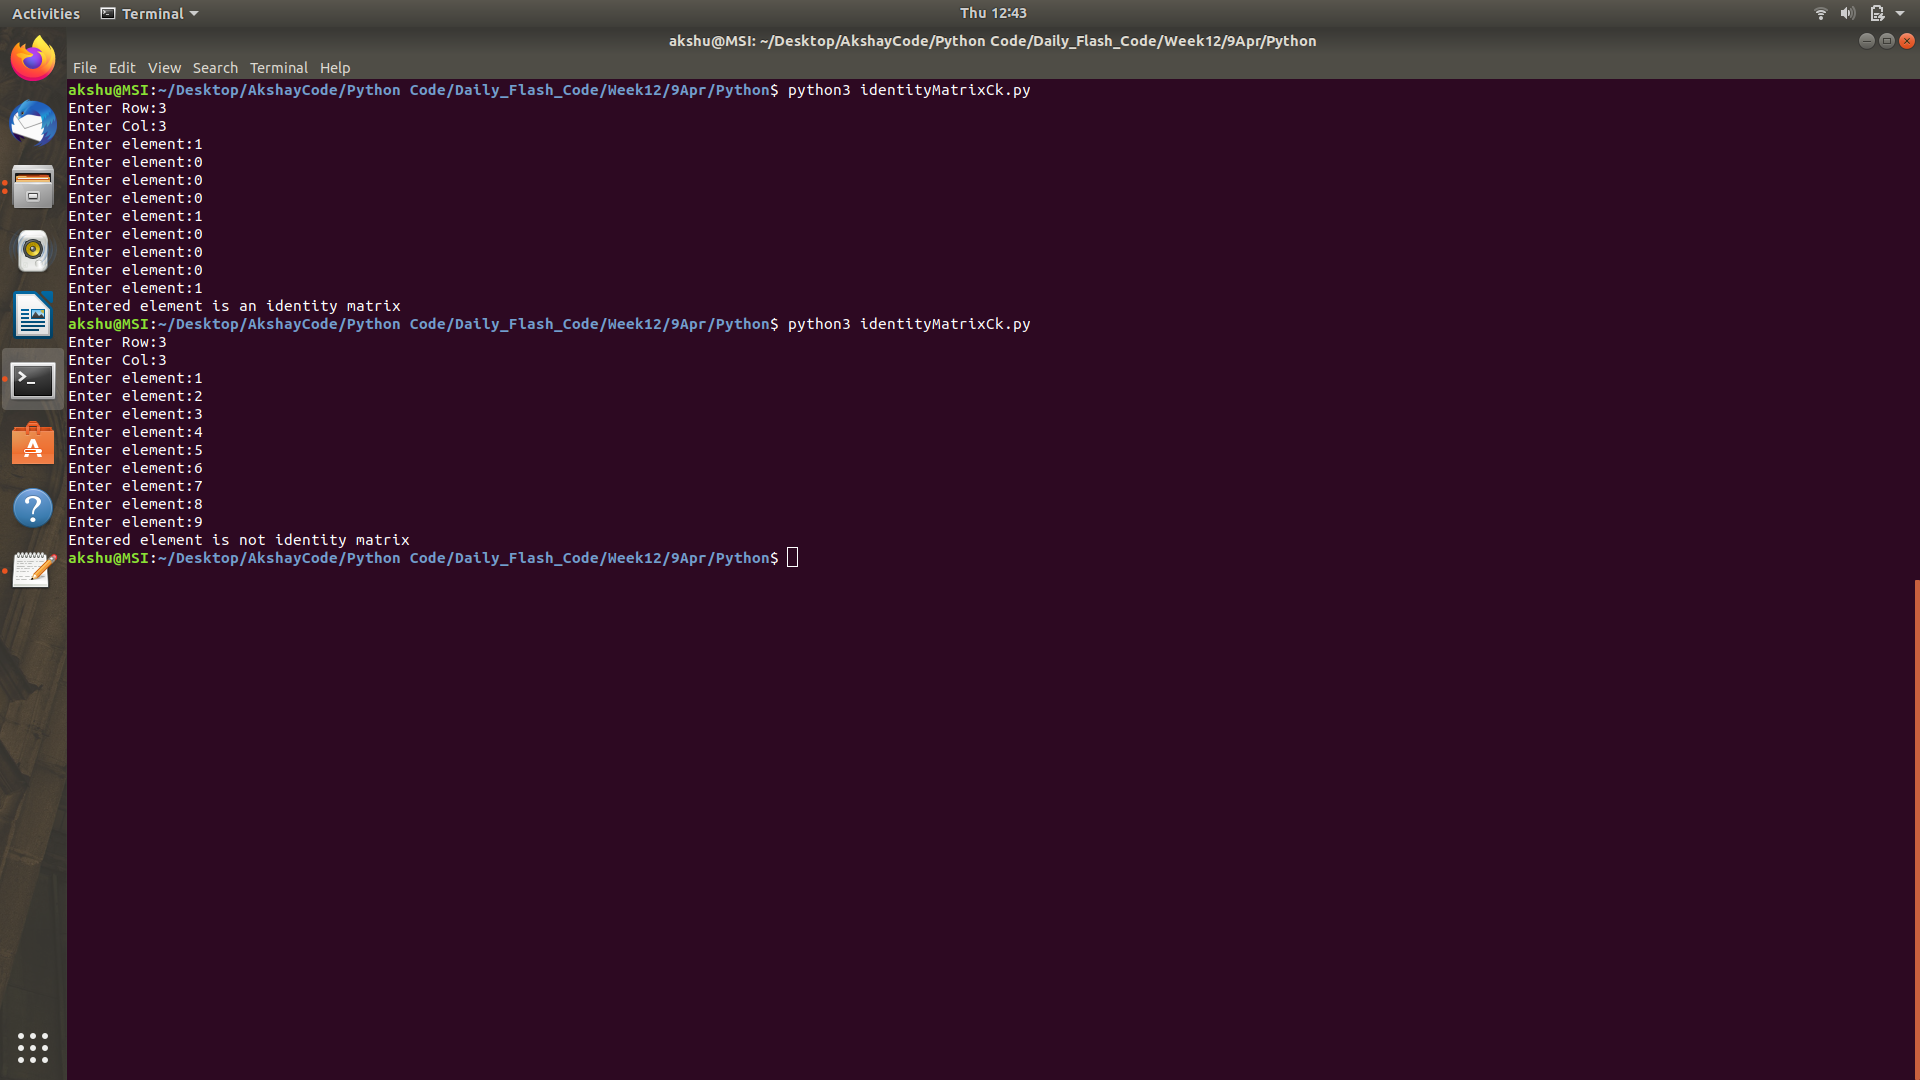 Activities Terminal Thu 12:43
akshu@MSI: ~/Desktop/AkshayCode/Python Code/Daily_Flash_Code/Week12/9Apr/Python
File Edit View Search Terminal Help
akshu@MSI:~/Desktop/AkshayCode/Python Code/Daily_Flash_Code/Week12/9Apr/Python$ python3 identityMatrixCk.py
Enter Row:3
Enter Col:3
Enter element:1
Enter element:0
Enter element:0
Enter element:0
Enter element:1
Enter element:0
Enter element:0
Enter element:0
Enter element:1
Entered element is an identity matrix
akshu@MSI:~/Desktop/AkshayCode/Python Code/Daily_Flash_Code/Week12/9Apr/Python$ python3 identityMatrixCk.py
Enter Row:3
Enter Col:3
Enter element:1
Enter element:2
Enter element:3
Enter element:4
Enter element:5
Enter element:6
Enter element:7
Enter element:8
Enter element:9
Entered element is not identity matrix
akshu@MSI:~/Desktop/AkshayCode/Python Code/Daily_Flash_Code/Week12/9Apr/Python$